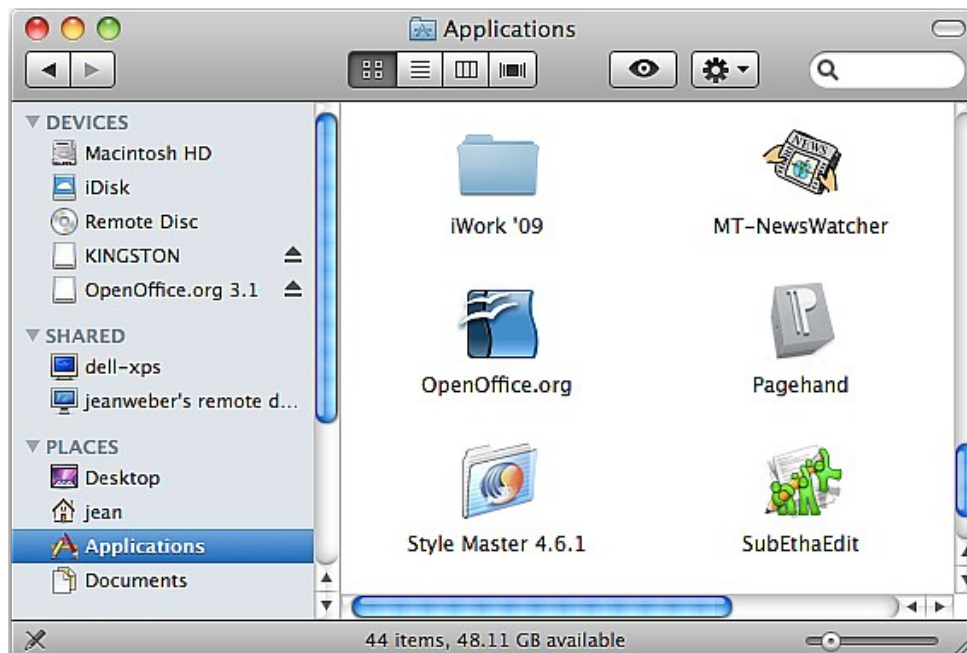 Applications
DEVICES
Macintosh HD
iDisk
Remote Disc
KINGSTON
OpenOffice.org 3.1
SHARED
dell-xps
jeanweber's remote d...
PLACES
Desktop
jean
Applications
Documents
NEWS
iWork '09
MT-NewsWatcher
OpenOffice.org
Pagehand
Style Master 4.6.1
SubEthaEdit
44 items, 48.11 GB available